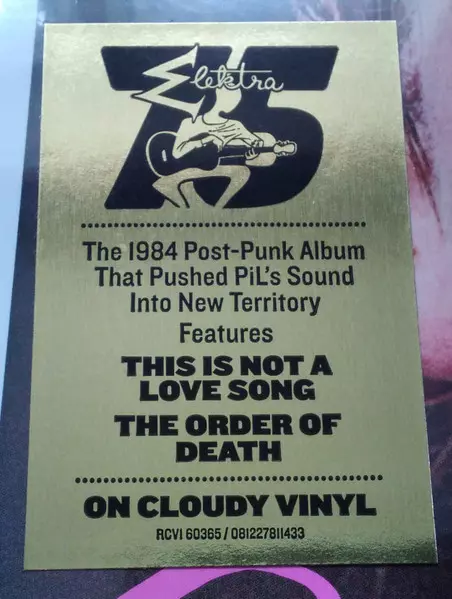 75
Elektra
The 1984 Post-Punk Album
That Pushed PiL's Sound
Into New Territory
Features
THIS IS NOT A
LOVE SONG
THE ORDER OF
DEATH
ON CLOUDY VINYL
RCV1 60365 / 081227811433